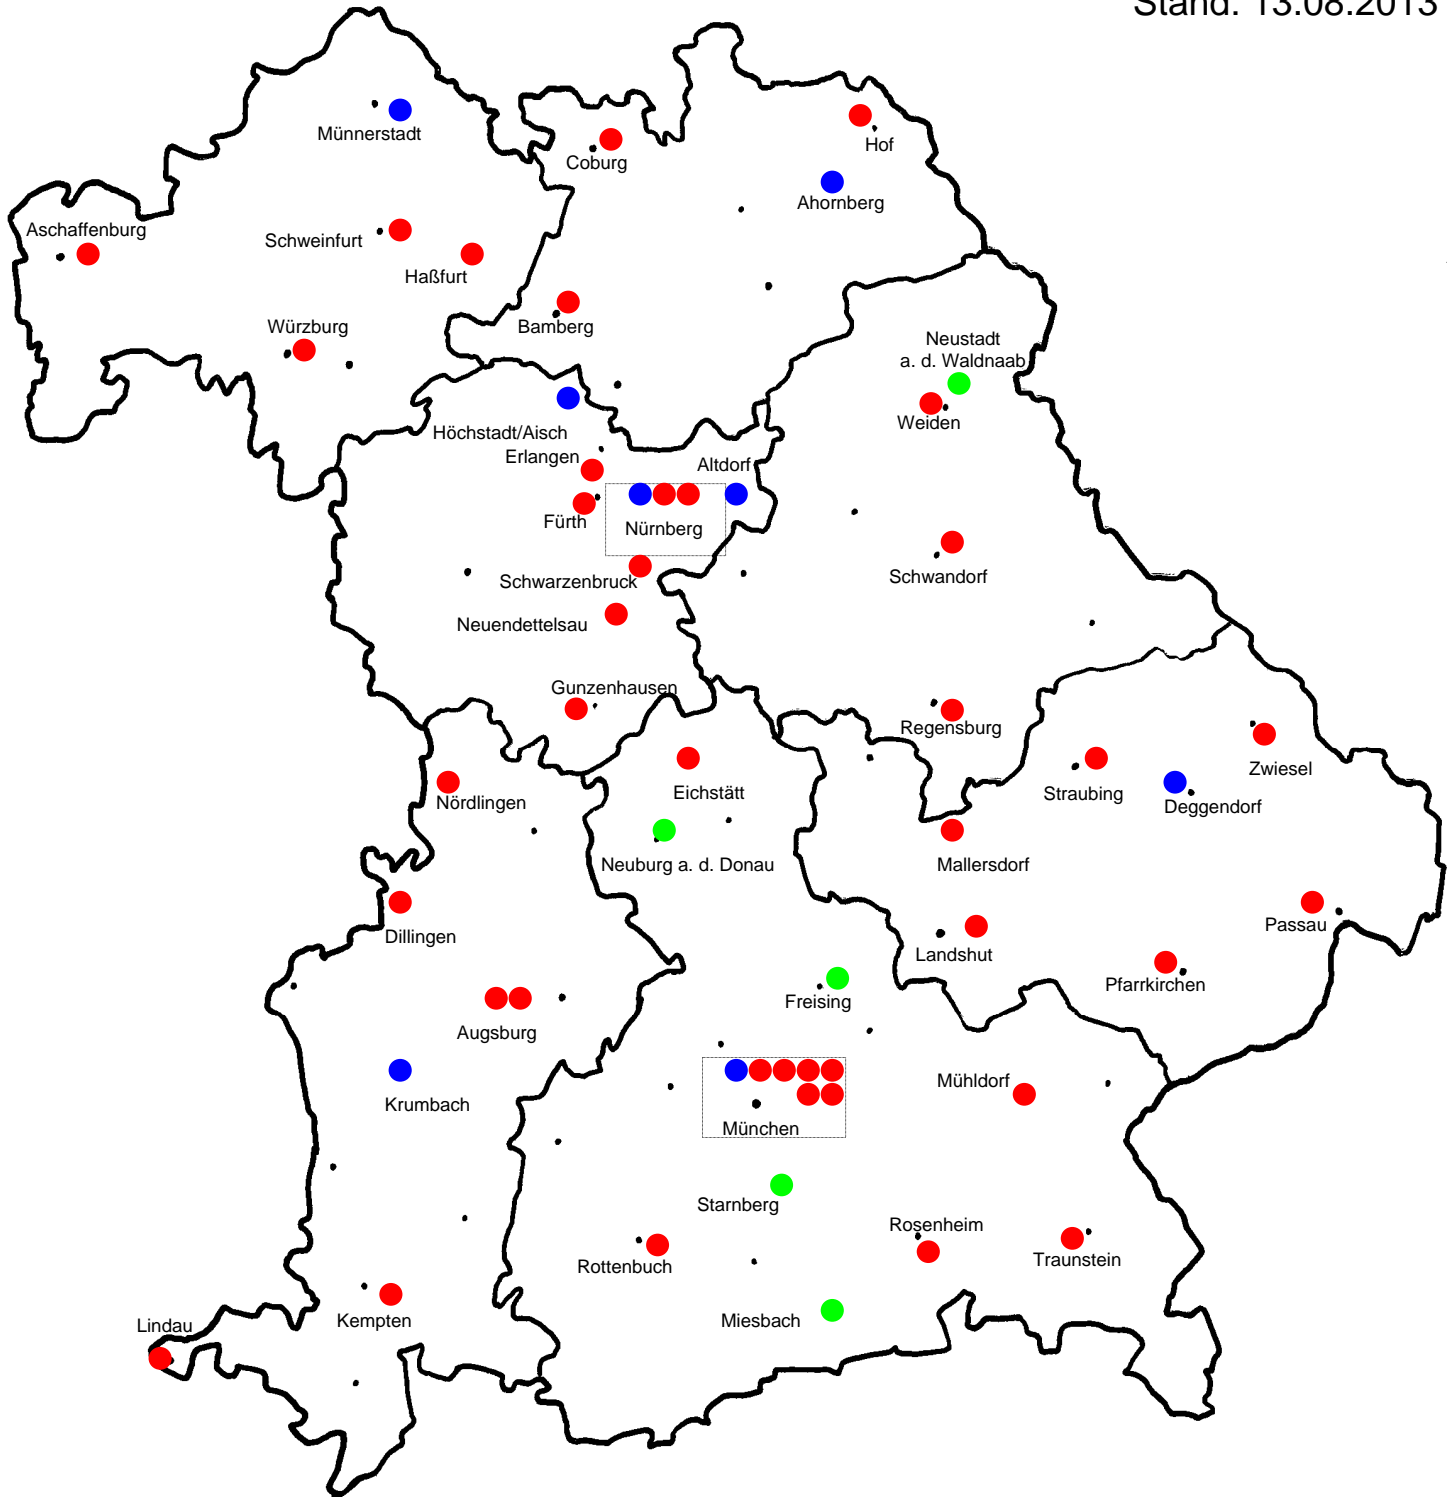 Stand: 13.08.2013
Münnerstadt
Coburg
Hof
Ahornberg
Aschaffenburg
Schweinfurt
Haßfurt
Würzburg
Bamberg
Neustadt
a. d. Waldnaab
Weiden
Höchstadt/Aisch
Erlangen
Altdorf
Fürth
Nürnberg
Schwarzenbruck
Schwandorf
Neuendettelsau
Gunzenhausen
Regensburg
Zwiesel
Nördlingen
Eichstätt
Straubing
Deggendorf
Neuburg a. d. Donau
Mallersdorf
Dillingen
Passau
Landshut
Pfarrkirchen
Freising
Augsburg
Mühldorf
Krumbach
München
Starnberg
Rosenheim
Rottenbuch
Traunstein
Kempten
Miesbach
Lindau